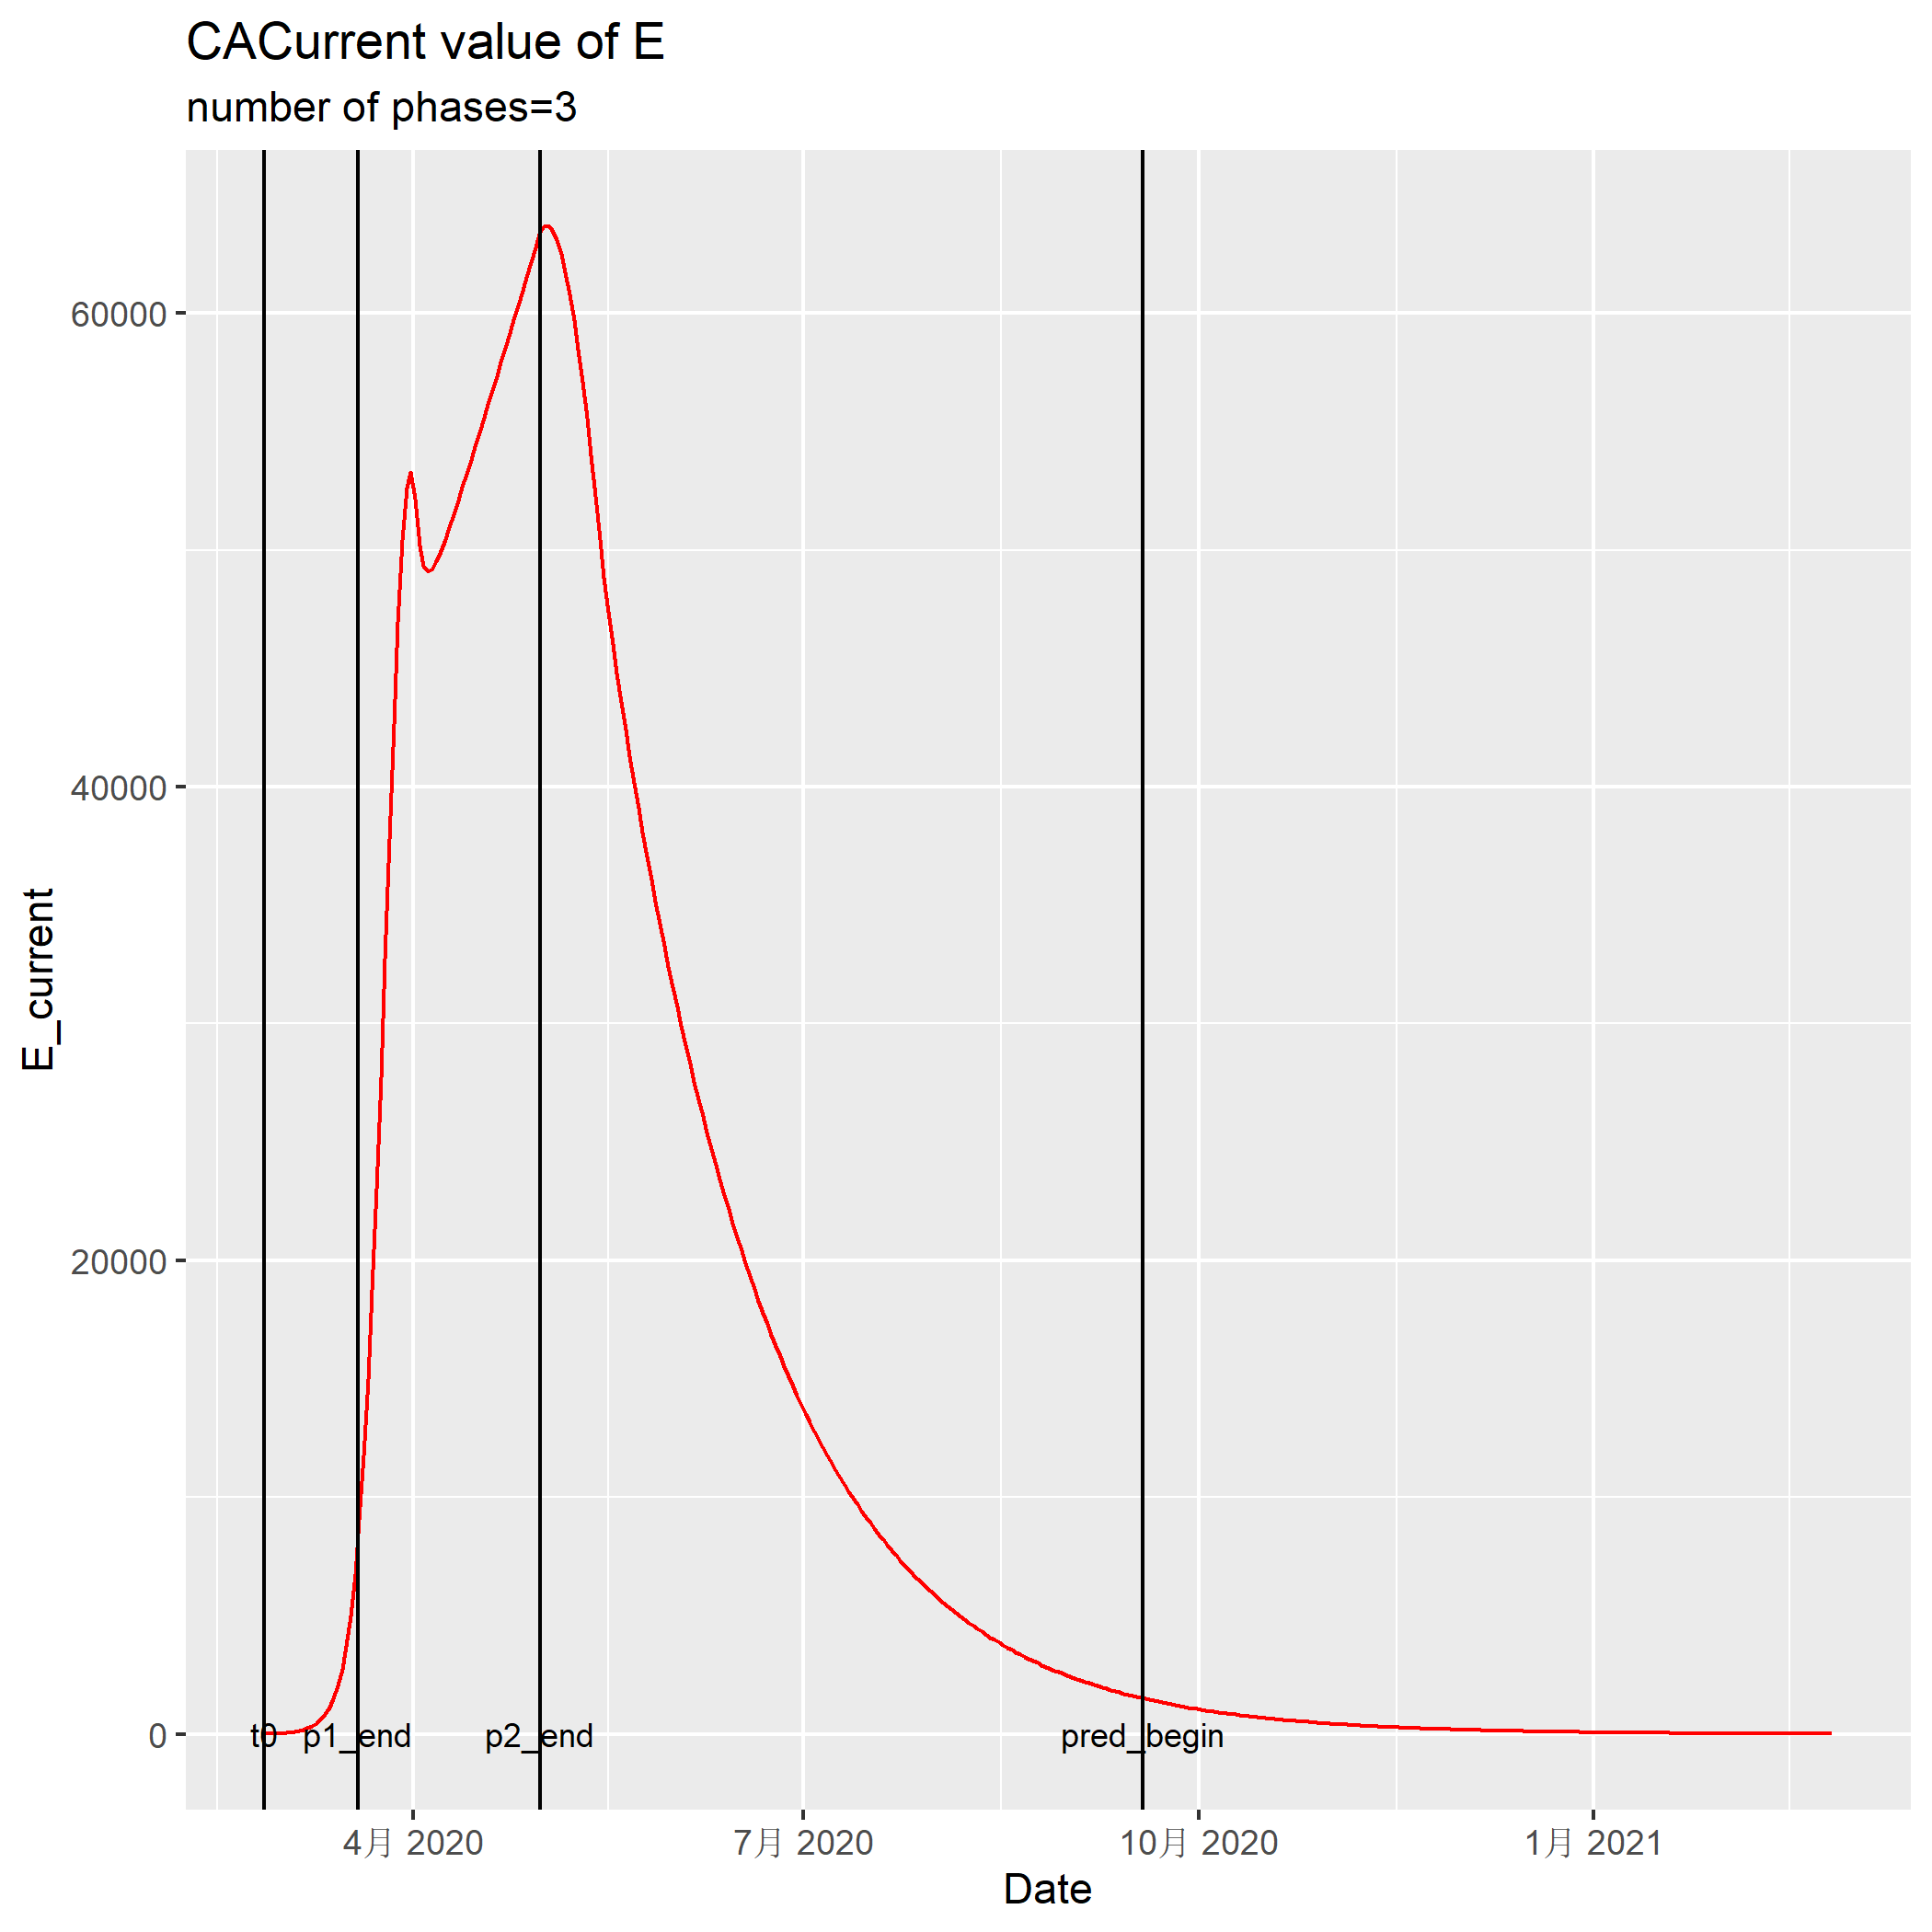 CACurrent value of E
number of phases=3
E_current
60000
40000
20000
0
t0 p1_end p2_end pred_begin
4月 2020 7月 2020 10月 2020 1月 2021
Date